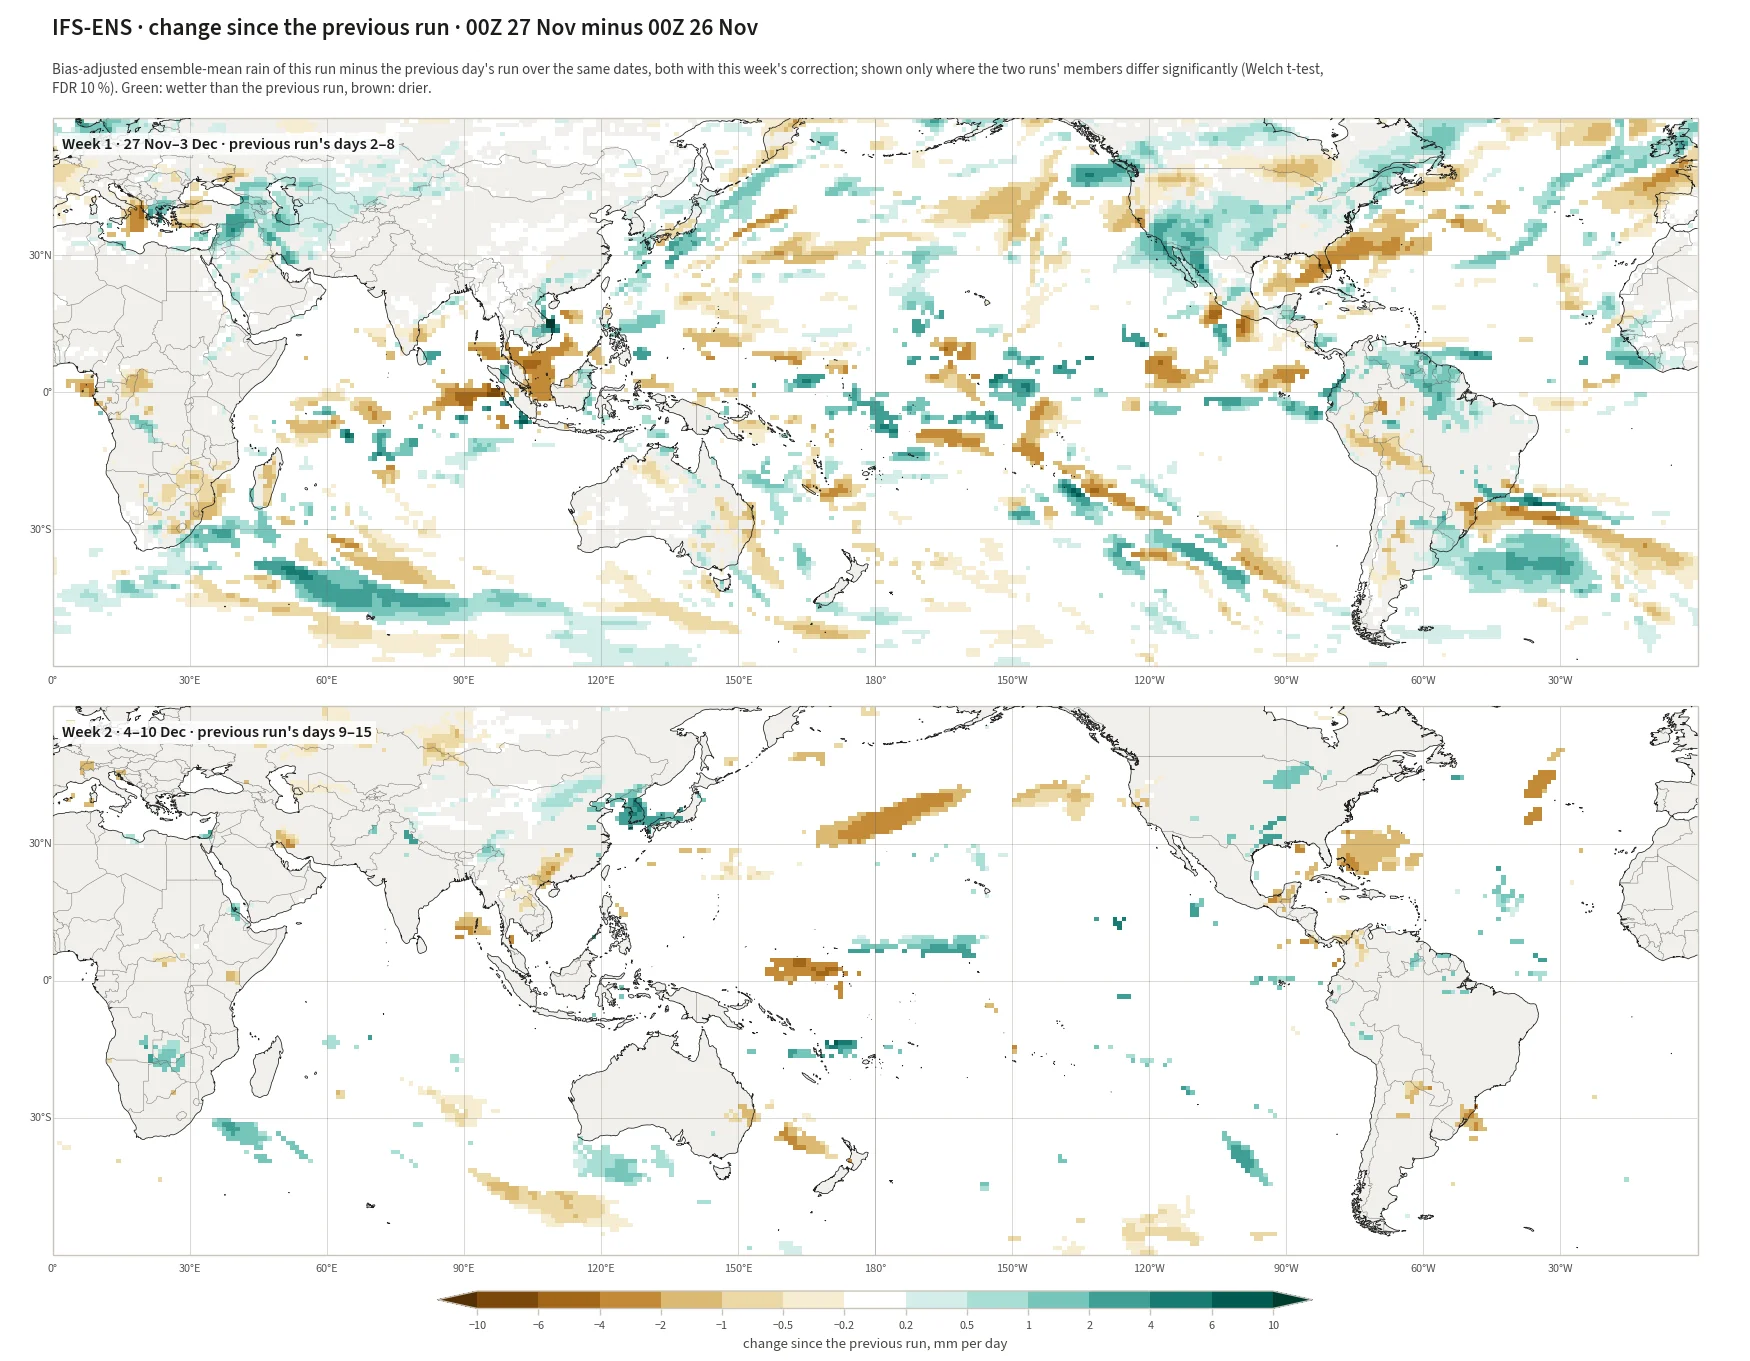 IFS-ENS · change since the previous run · 00Z 27 Nov minus 00Z 26 Nov
Bias-adjusted ensemble-mean rain of this run minus the previous day's run over the same dates, both with this week's correction; shown only where the two runs' members differ significantly (Welch t-test,
FDR 10 %). Green: wetter than the previous run, brown: drier.
Week 1 · 27 Nov–3 Dec · previous run's days 2–8
30°N
0°
30°S
0° 30°E 60°E 90°E 120°E 150°E 180° 150°W 120°W 90°W 60°W 30°W
Week 2 · 4–10 Dec · previous run's days 9–15
30°N
0°
30°S
0° 30°E 60°E 90°E 120°E 150°E 180° 150°W 120°W 90°W 60°W 30°W
−10 −6 −4 −2 −1 −0.5 −0.2 0.2 0.5 1 2 4 6 10
change since the previous run, mm per day